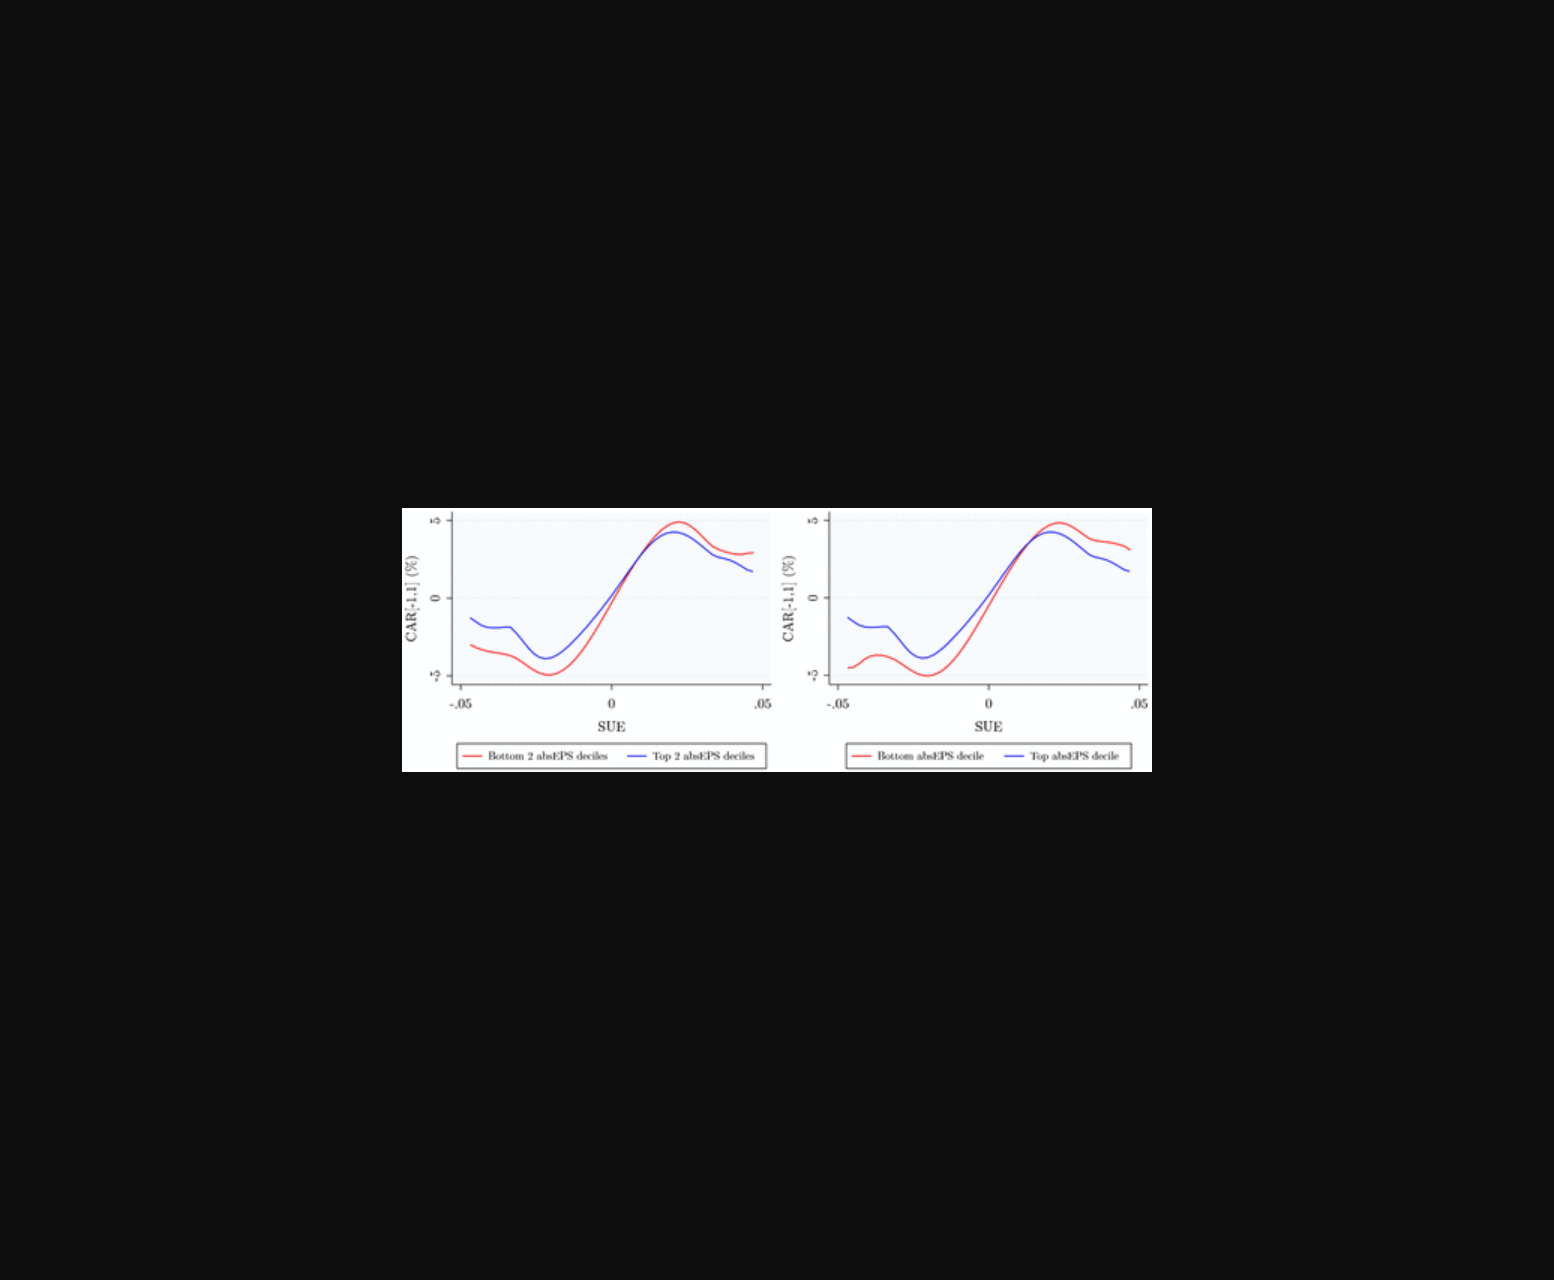 5
0
-5
CAR[-1,1] (%)
-.05 0 .05
SUE
Bottom 2 absEPS deciles Top 2 absEPS deciles
5
0
-5
CAR[-1,1] (%)
-.05 0 .05
SUE
Bottom absEPS decile Top absEPS decile